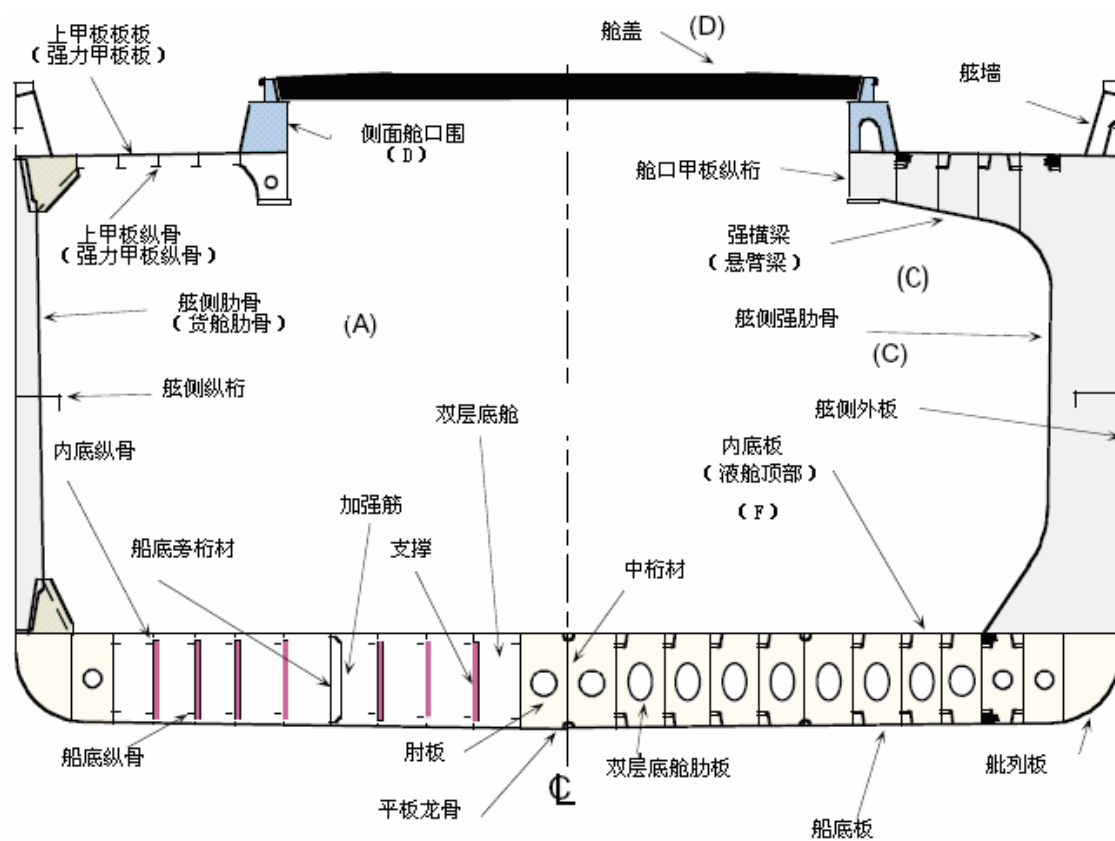 上甲板板板
(强力甲板板)
舱盖
(D)
舷墙
侧面舱口围
(D)
舱口甲板纵桁
上甲板纵骨
(强力甲板纵骨)
强横梁
(悬臂梁)
(C)
舷侧肋骨
(货舱肋骨)
(A)
舷侧强肋骨
(C)
舷侧纵桁
双层底舱
舷侧外板
内底纵骨
内底板
(液舱顶部)
(F)
加强筋
船底旁桁材
支撑
中桁材
船底纵骨
肘板
双层底舱肋板
舭列板
平板龙骨
℄
船底板